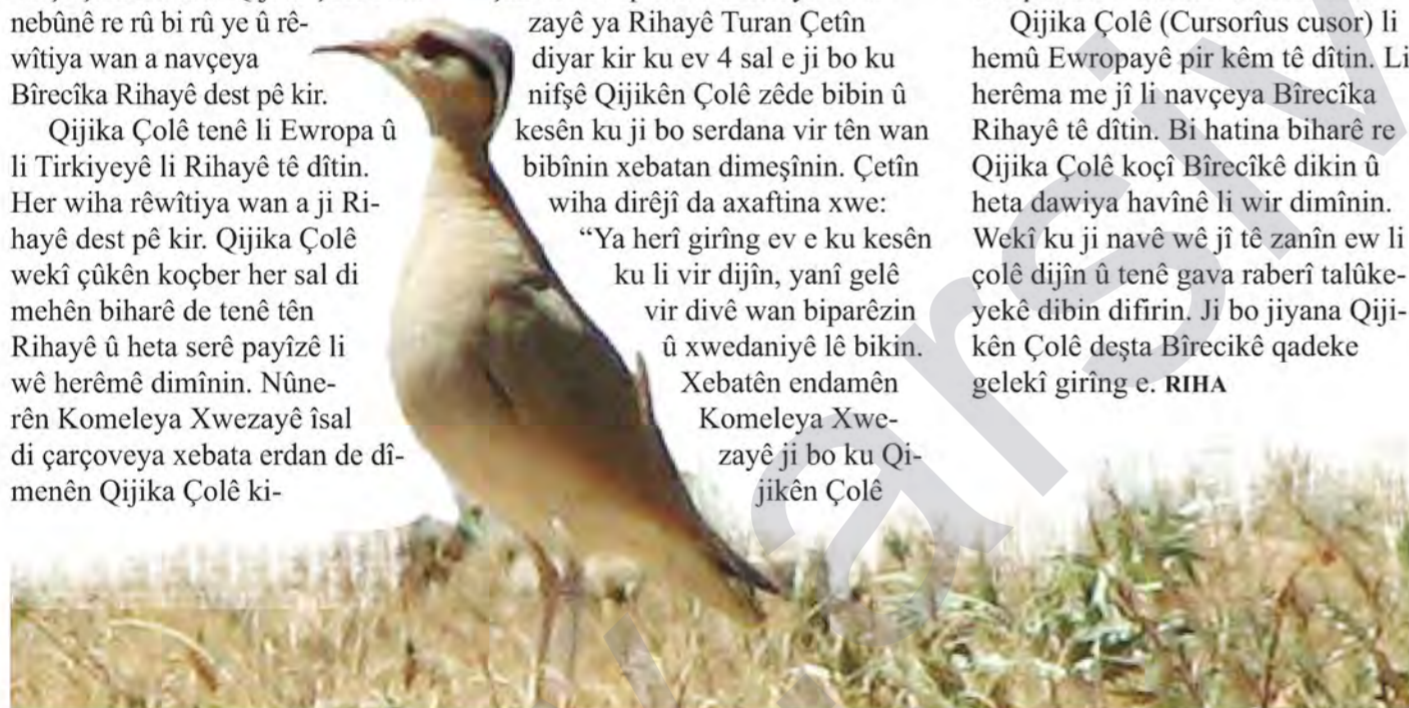 nebûnê re rû bi rû ye û rê-
wîtiya wan a navçeya
Bîrecîka Rihayê dest pê kir.
Qijika Çolê tenê li Ewropa û
li Tirkiyeyê li Rihayê tê dîtin.
Her wiha rêwîtiya wan a ji Ri-
hayê dest pê kir. Qijika Çolê
wekî çûkên koçber her sal di
mehên biharê de tenê tên
Rihayê û heta serê payîzê li
wê herêmê dimînin. Nûne-
rên Komeleya Xwezayê îsal
di çarçoveya xebata erdan de dî-
menên Qijika Çolê ki-
zayê ya Rihayê Turan Çetîn
diyar kir ku ev 4 sal e ji bo ku
nifşê Qijikên Çolê zêde bibin û
kesên ku ji bo serdana vir tên wan
bibînin xebatan dimeşînin. Çetîn
wiha dirêjî da axaftina xwe:
“Ya herî girîng ev e ku kesên
ku li vir dijîn, yanî gelê
vir divê wan biparêzin
û xwedaniyê lê bikin.
Xebatên endamên
Komeleya Xwe-
zayê ji bo ku Qi-
jikên Çolê
Qijika Çolê (Cursorîus cusor) li
hemû Ewropayê pir kêm tê dîtin. Li
herêma me jî li navçeya Bîrecîka
Rihayê tê dîtin. Bi hatina biharê re
Qijika Çolê koçî Bîrecîkê dikin û
heta dawiya havînê li wir dimînin.
Wekî ku ji navê wê jî tê zanîn ew li
çolê dijîn û tenê gava raberî talûke-
yekê dibin difirin. Ji bo jiyana Qiji-
kên Çolê deşta Bîrecikê qadeke
gelekî girîng e. RIHA
arsiv